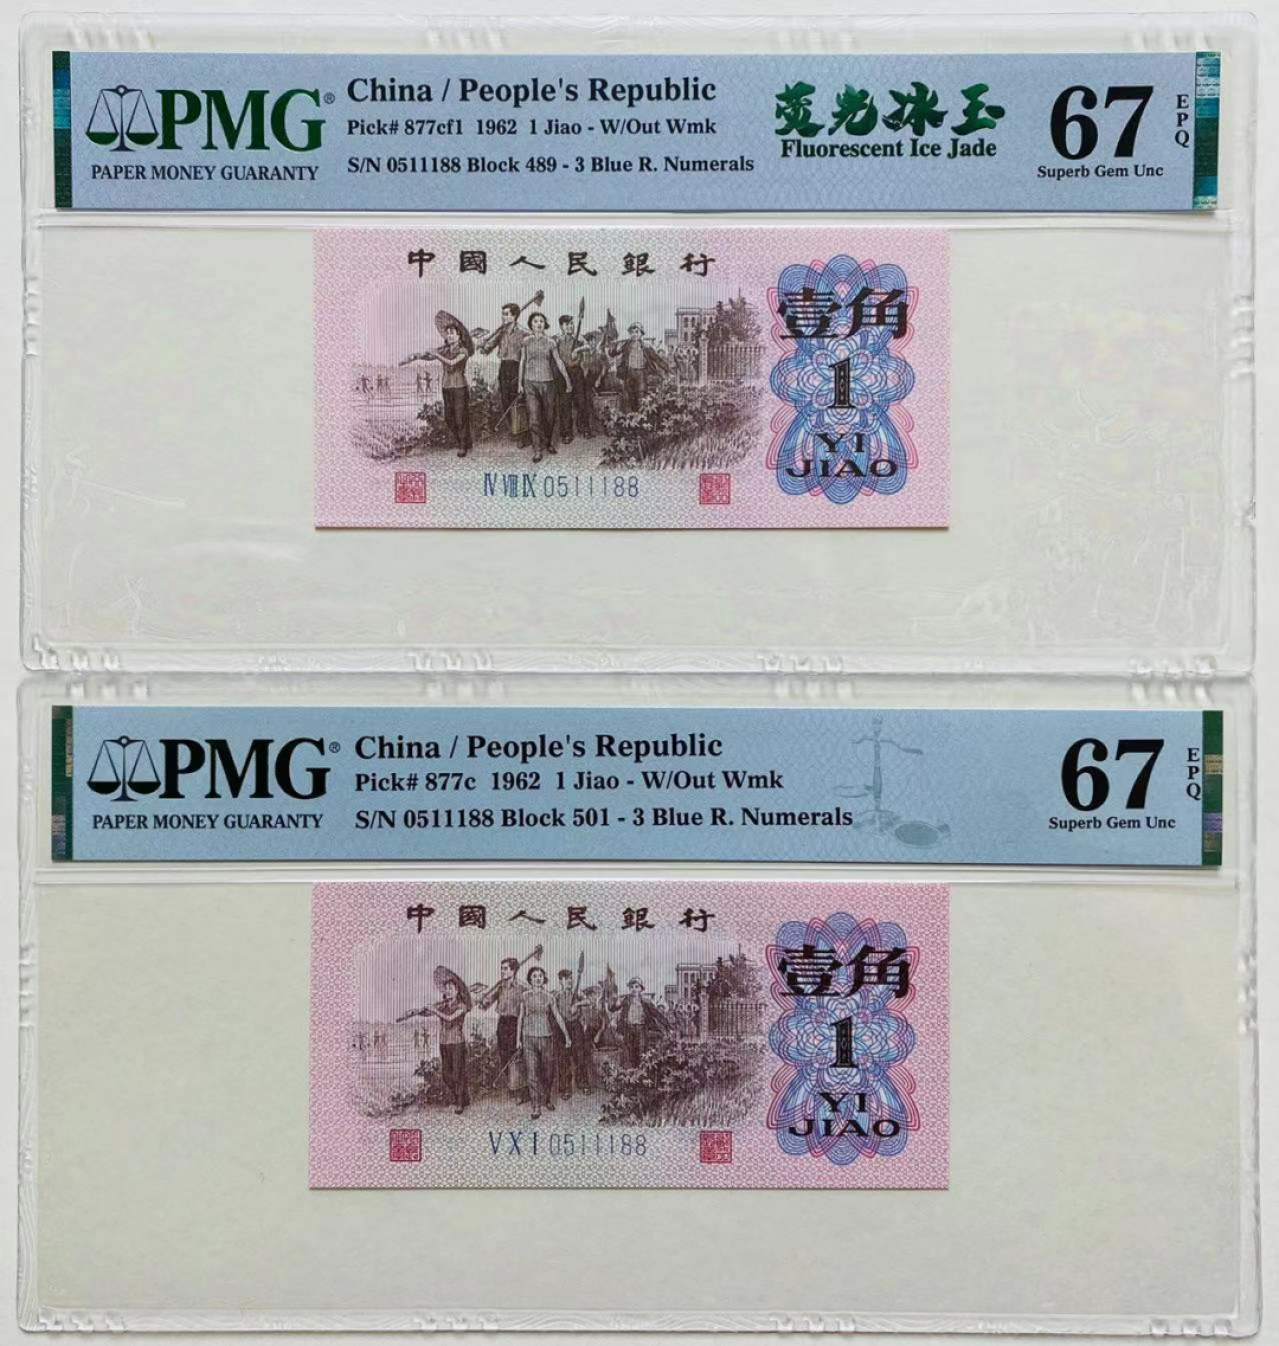 PMG®
PAPER MONEY GUARANTY
China / People's Republic
Pick# 877cf1 1962 1 Jiao - W/Out Wmk
S/N 0511188 Block 489 - 3 Blue R. Numerals
荧光冰玉
Fluorescent Ice Jade
67
EPQ
Superb Gem Unc
中國人民銀行
壹角
1
YI
JIAO
IV VIII IX 0511188
PMG®
PAPER MONEY GUARANTY
China / People's Republic
Pick# 877c 1962 1 Jiao - W/Out Wmk
S/N 0511188 Block 501 - 3 Blue R. Numerals
67
EPQ
Superb Gem Unc
中國人民銀行
壹角
1
YI
JIAO
V X I 0511188